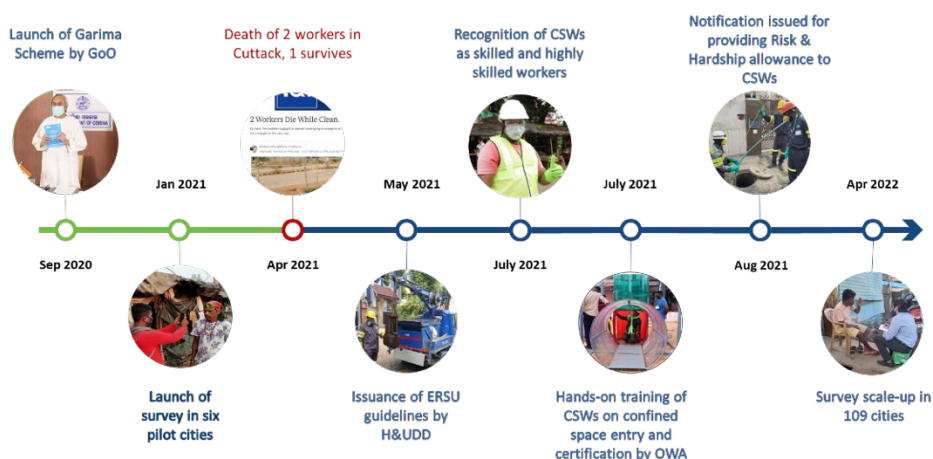 Launch of Garima
Scheme by GoO
Death of 2 workers in
Cuttack, 1 survives
Recognition of CSWs
as skilled and highly
skilled workers
Notification issued for
providing Risk &
Hardship allowance to
CSWs
2 Workers Die While Clean.
Jan 2021
May 2021
July 2021
Apr 2022
Sep 2020
Apr 2021
July 2021
Aug 2021
Launch of
survey in six
pilot cities
Issuance of ERSU
guidelines by
H&UDD
Hands-on training of
CSWs on confined
space entry and
certification by OWA
Survey scale-up in
109 cities